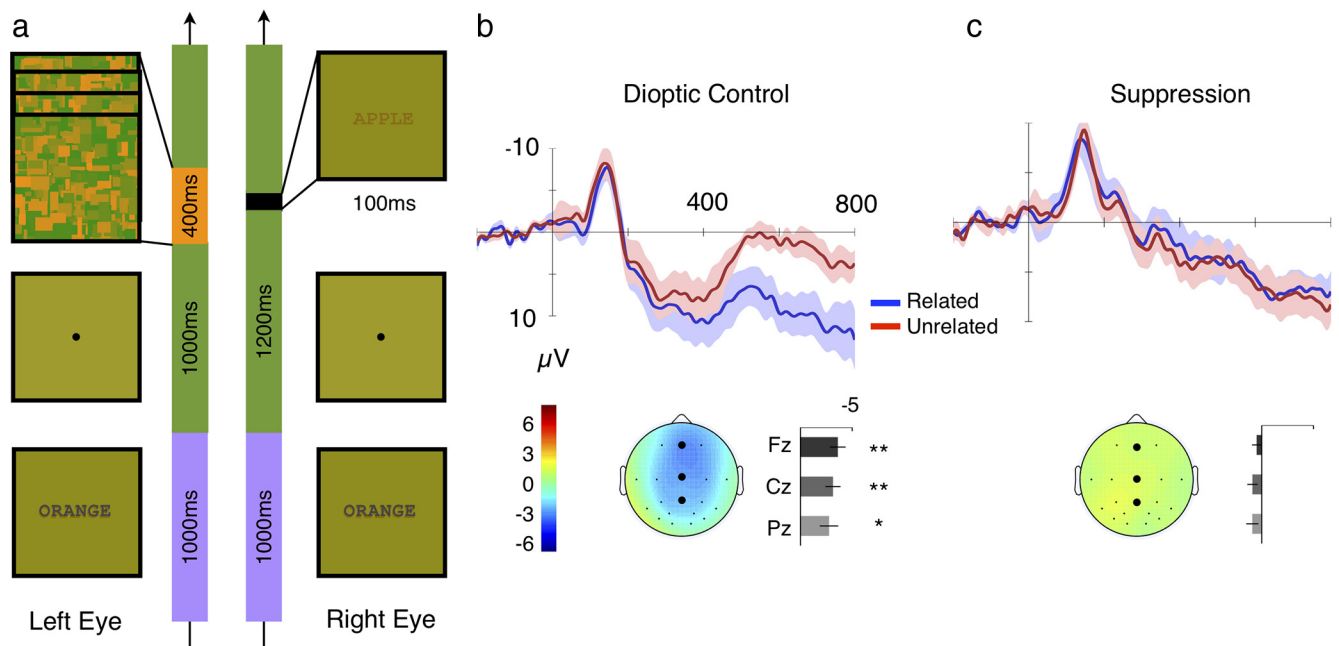 a
400ms
1000ms
1000ms
1200ms
1000ms
APPLE
100ms
ORANGE
ORANGE
Left Eye
Right Eye
b
Dioptic Control
-10
400
800
10
µV
Related
Unrelated
6
3
0
-3
-6
-5
Fz
**
Cz
**
Pz
*
c
Suppression